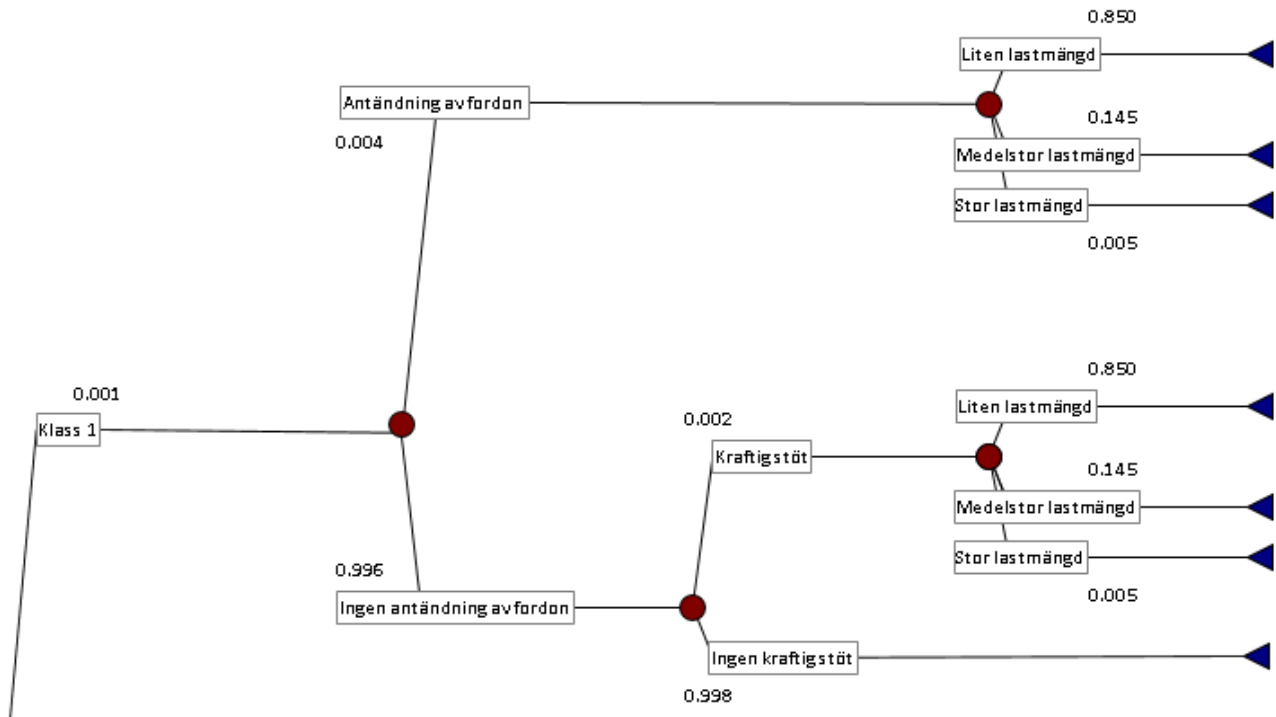 0.850
Liten lastmängd
Antändning av fordon
0.004
0.145
Medelstor lastmängd
Stor lastmängd
0.005
0.001
Klass 1
0.850
Liten lastmängd
0.002
Kraftig stöt
0.145
Medelstor lastmängd
Stor lastmängd
0.005
0.996
Ingen antändning av fordon
Ingen kraftig stöt
0.998